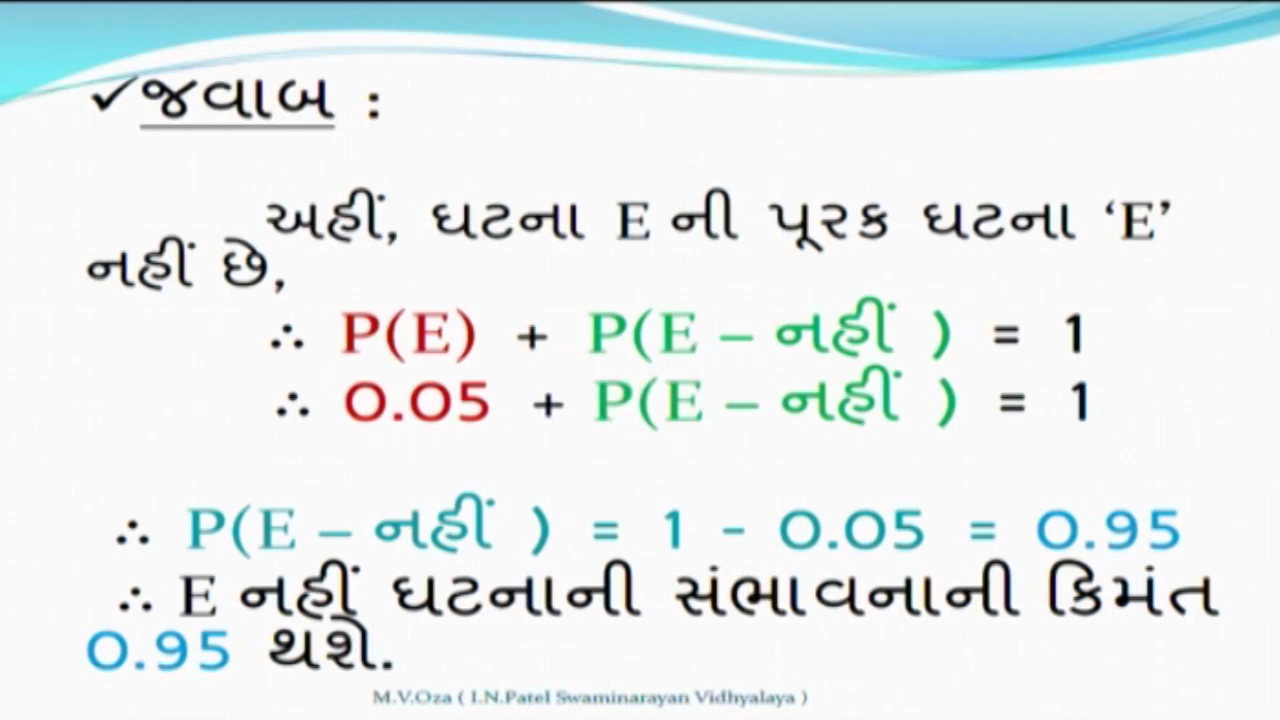 ✓જવાબ :
અહીં, ઘટના E ની પૂરક ઘટના ‘E’
નહીં છે,
∴ P(E) + P(E – નહીં ) = 1
∴ 0.05 + P(E – નહીં ) = 1
∴ P(E – નહીં ) = 1 - 0.05 = 0.95
∴ E નહીં ઘટનાની સંભાવનાની કિમંત
0.95 થશે.
M.V.Oza ( I.N.Patel Swaminarayan Vidhyalaya )